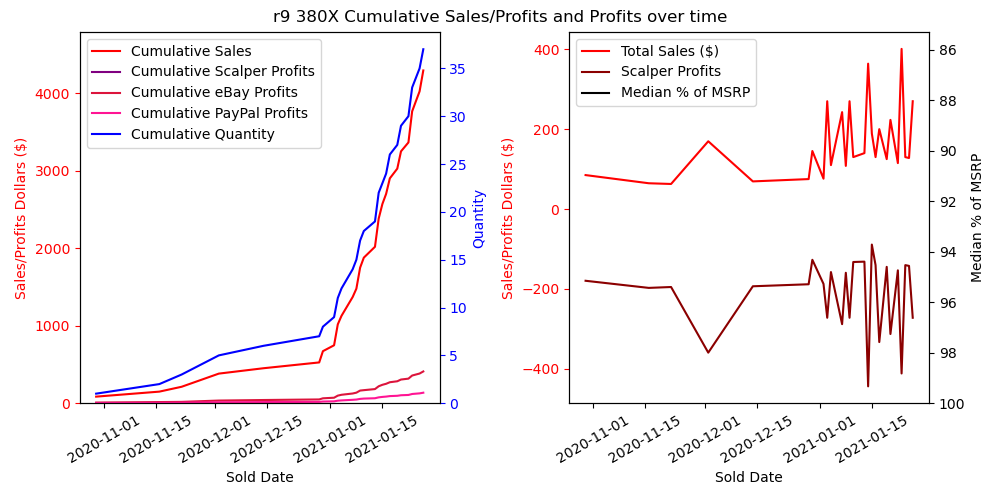 r9 380X Cumulative Sales/Profits and Profits over time
Cumulative Sales
Cumulative Scalper Profits
Cumulative eBay Profits
Cumulative PayPal Profits
Cumulative Quantity
Sales/Profits Dollars ($)
4000
3000
2000
1000
0
35
30
25
20
15
10
5
0
Quantity
2020-11-01
2020-11-15
2020-12-01
2020-12-15
2021-01-01
2021-01-15
Sold Date
Total Sales ($)
Scalper Profits
Median % of MSRP
Sales/Profits Dollars ($)
400
200
0
−200
−400
86
88
90
92
94
96
98
100
Median % of MSRP
2020-11-01
2020-11-15
2020-12-01
2020-12-15
2021-01-01
2021-01-15
Sold Date